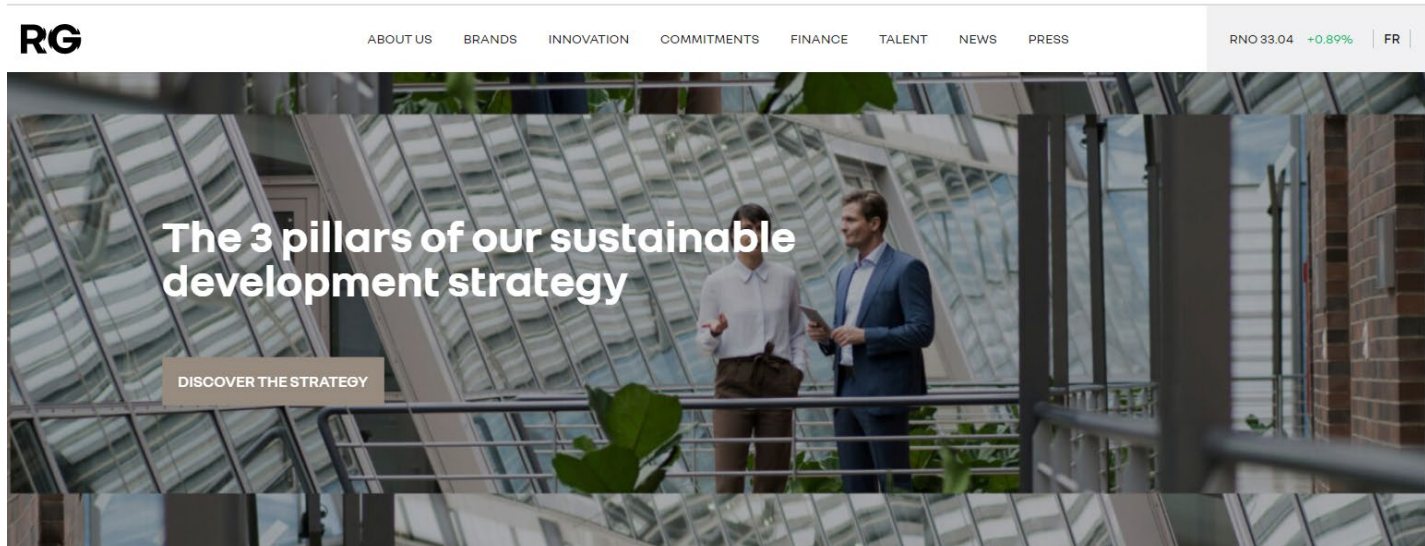 RG
ABOUT US BRANDS INNOVATION COMMITMENTS FINANCE TALENT NEWS PRESS RNO 33.04 +0.89% FR
The 3 pillars of our sustainable
development strategy
DISCOVER THE STRATEGY